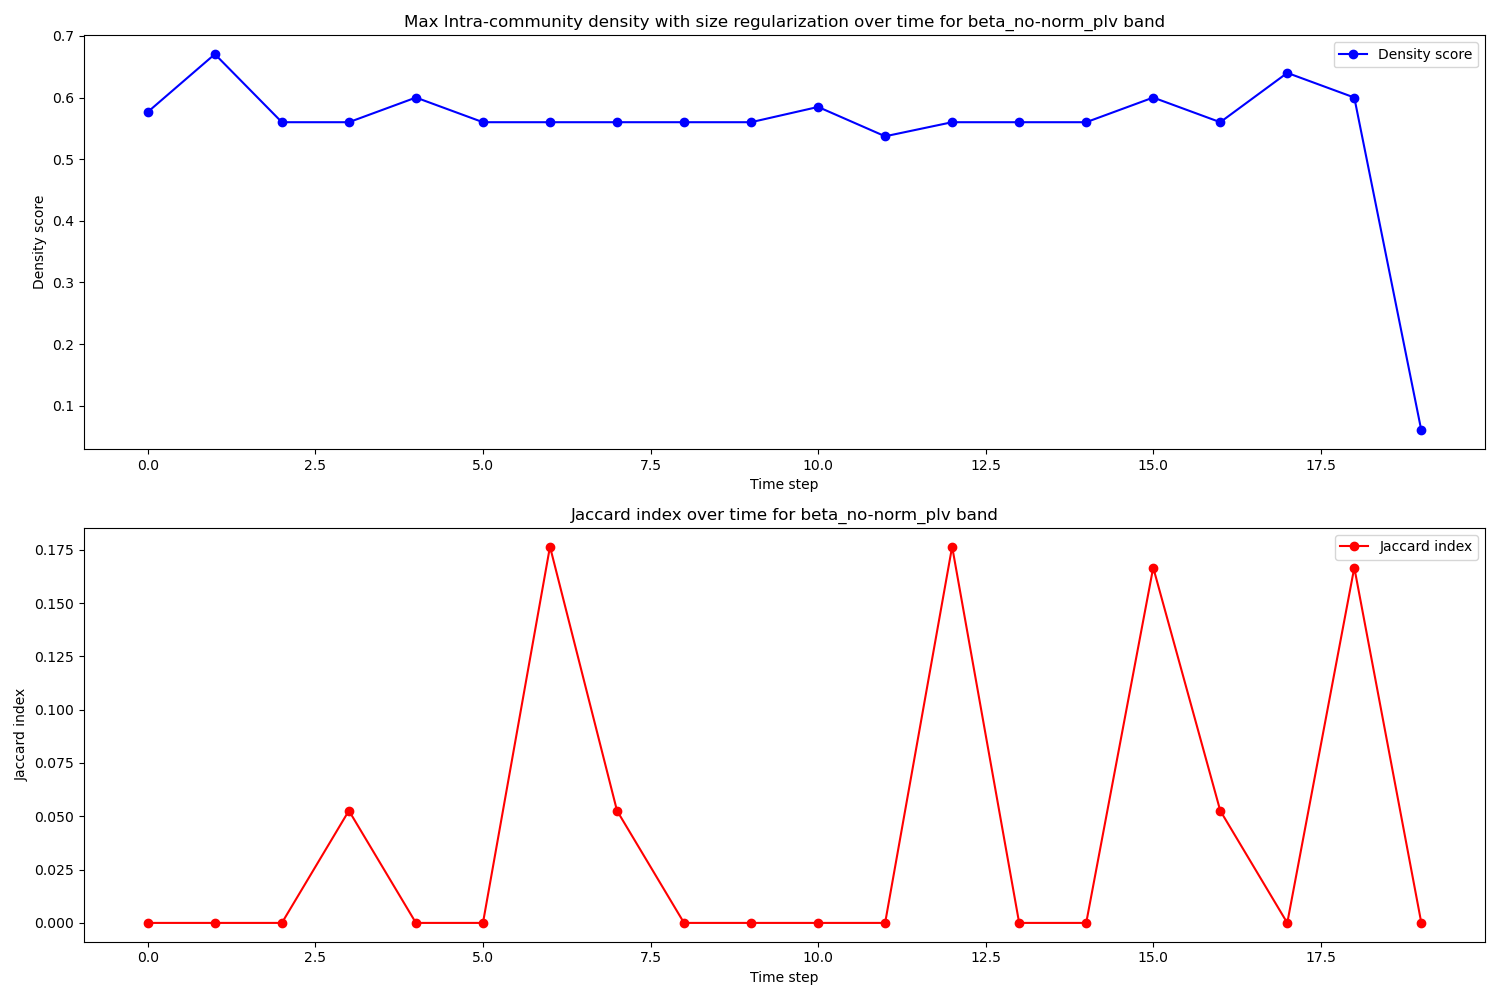 Max Intra-community density with size regularization over time for beta_no-norm_plv band
Density score
0.7
0.6
0.5
0.4
0.3
0.2
0.1
Density score
0.0 2.5 5.0 7.5 10.0 12.5 15.0 17.5
Time step
Jaccard index over time for beta_no-norm_plv band
Jaccard index
0.175
0.150
0.125
0.100
0.075
0.050
0.025
0.000
Jaccard index
0.0 2.5 5.0 7.5 10.0 12.5 15.0 17.5
Time step